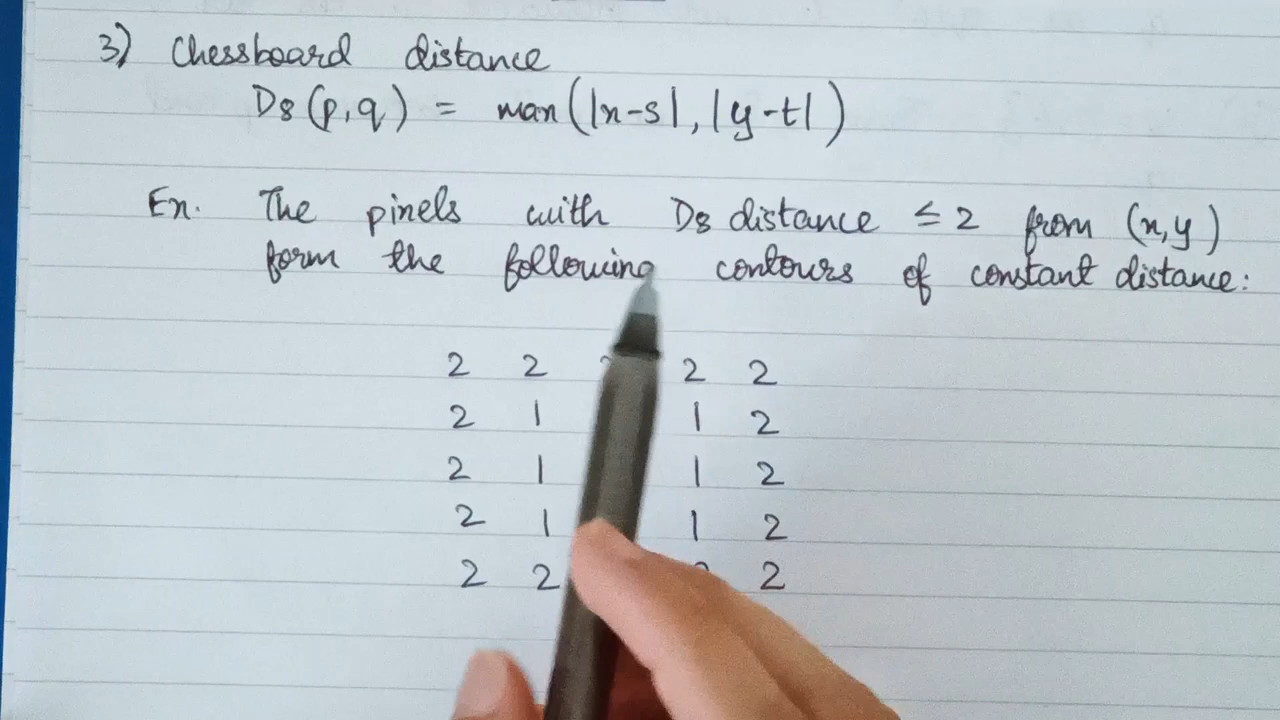 3) Chessboard distance
D8(p,q) = max(|x-s|, |y-t|)
Ex. The pixels with D8 distance ≤ 2 from (x,y)
form the following contours of constant distance:
2 2 2 2
2 1 1 2
2 1 1 2
2 1 1 2
2 2 2